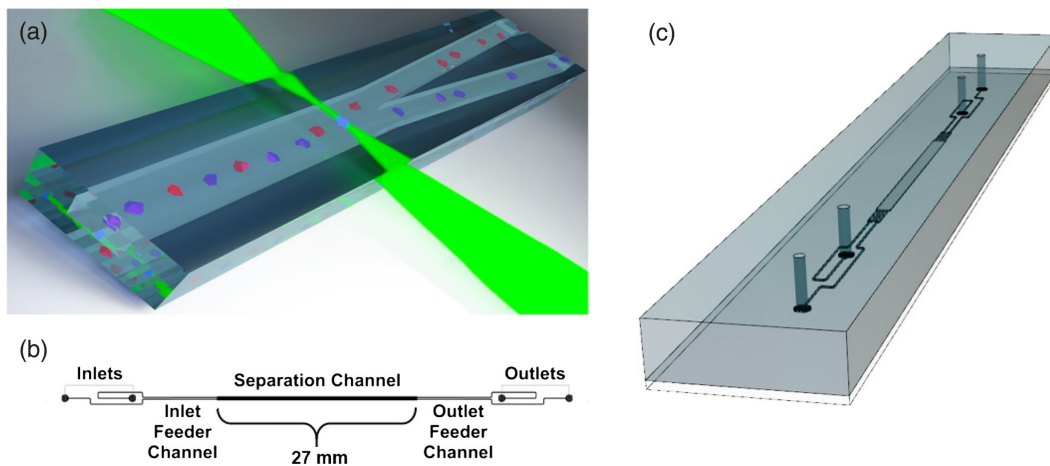 (a)
(c)
(b)
Inlets
Separation Channel
Outlets
Inlet
Feeder
Channel
27 mm
Outlet
Feeder
Channel